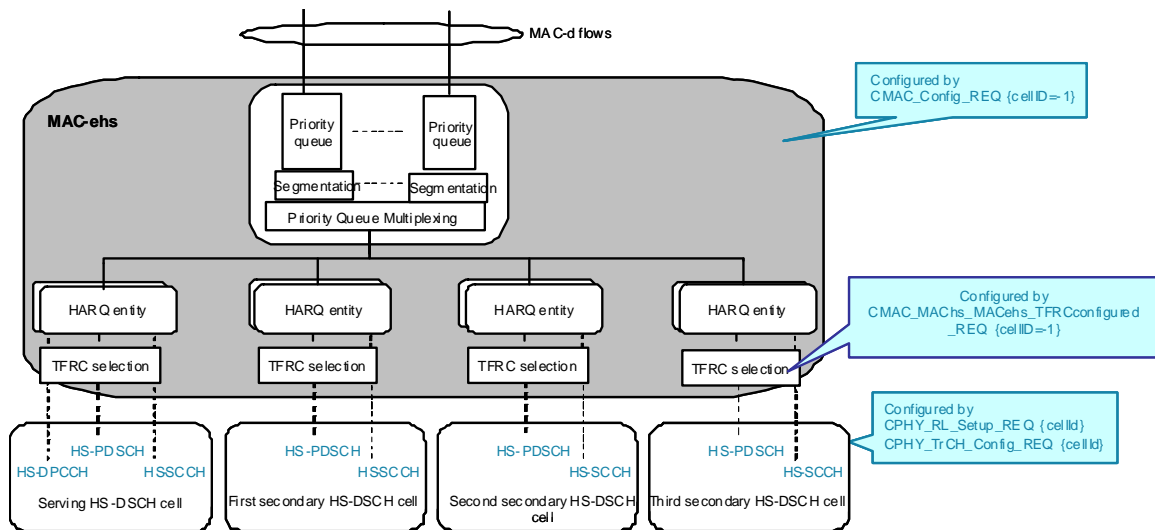 MAC-d flows
Configured by
CMAC_Config_REQ {cellID=-1}
MAC-ehs
Priority
queue
Priority
queue
Segmentation
Segmentation
Priority Queue Multiplexing
HARQ entity
HARQ entity
HARQ entity
HARQ entity
Configured by
CMAC_MAChs_MACehs_TFRCconfigured
_REQ {cellID=-1}
TFRC selection
TFRC selection
TFRC selection
TFRC selection
Configured by
CPHY_RL_Setup_REQ {cellId}
CPHY_TrCH_Config_REQ {cellId}
HS-PDSCH
HS-DPCCH
HSSCCH
Serving HS-DSCH cell
HS-PDSCH
HSSCCH
First secondary HS-DSCH cell
HS-PDSCH
HS-SCCH
Second secondary HS-DSCH
cell
HS-PDSCH
HS-SCCH
Third secondary HS-DSCH cell